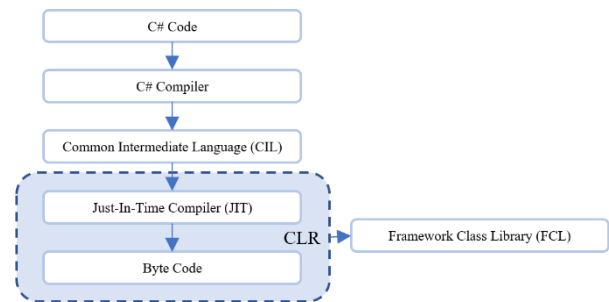 C# Code
C# Compiler
Common Intermediate Language (CIL)
Just-In-Time Compiler (JIT)
CLR
Framework Class Library (FCL)
Byte Code